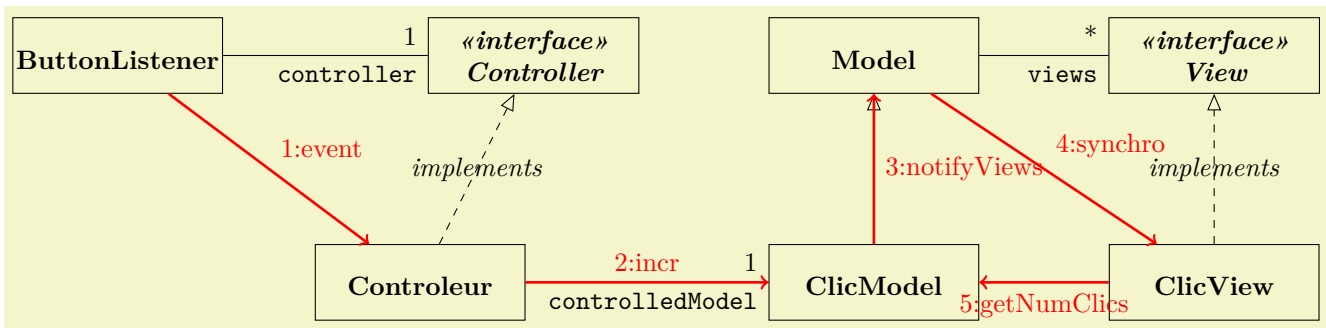 ButtonListener
1
controller
«interface»
Controller
Model
*
views
«interface»
View
1:event
implements
3:notifyViews
4:synchro
implements
Controleur
2:incr
1
controlledModel
ClicModel
5:getNumClics
ClicView